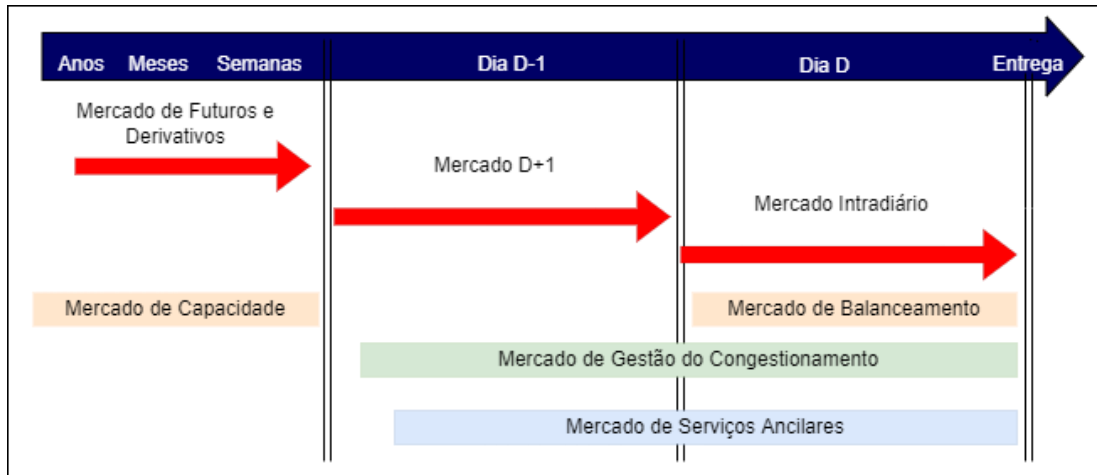 Anos Meses Semanas Dia D-1 Dia D Entrega
Mercado de Futuros e
Derivativos
Mercado D+1
Mercado Intradiário
Mercado de Capacidade
Mercado de Balanceamento
Mercado de Gestão do Congestionamento
Mercado de Serviços Ancilares